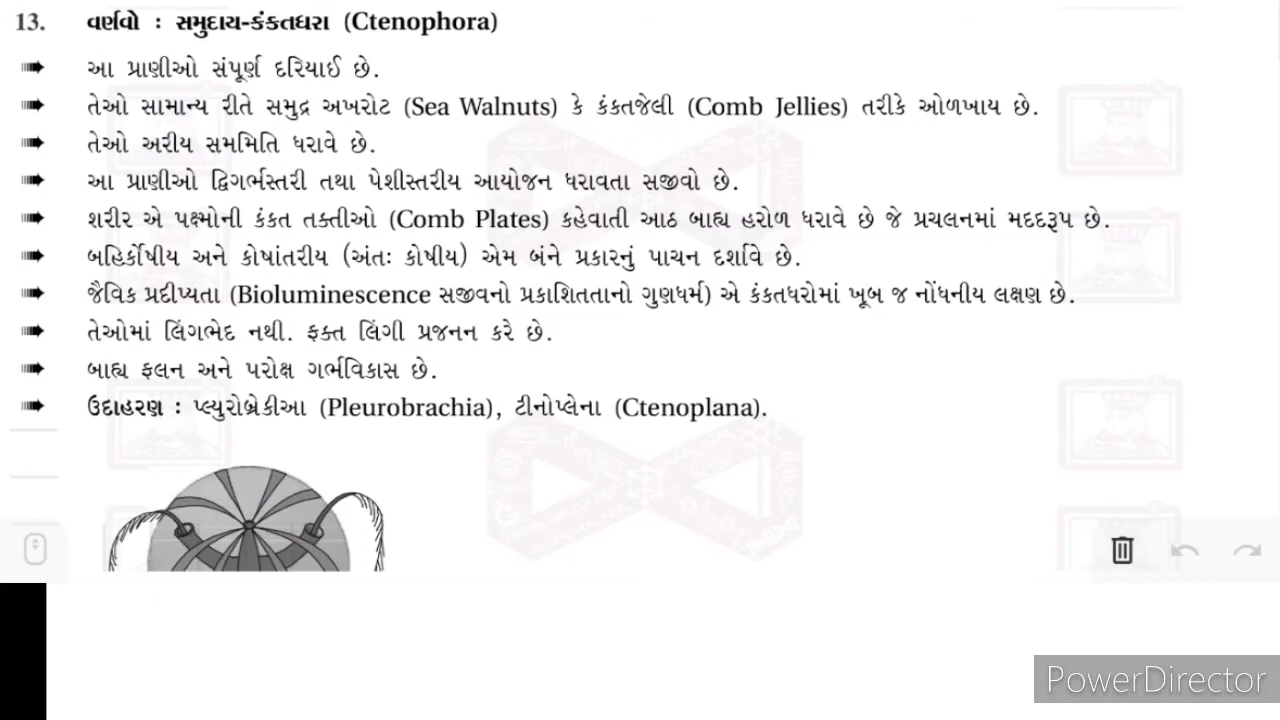 13. વર્ણવો : સમુદાય-કંકતધરા (Ctenophora)
આ પ્રાણીઓ સંપૂર્ણ દરિયાઈ છે.
તેઓ સામાન્ય રીતે સમુદ્ર અખરોટ (Sea Walnuts) કે કંકતજેલી (Comb Jellies) તરીકે ઓળખાય છે.
તેઓ અરીય સમમિતિ ધરાવે છે.
આ પ્રાણીઓ દ્વિગર્ભસ્તરી તથા પેશીસ્તરીય આયોજન ધરાવતા સજીવો છે.
શરીર એ પક્ષ્મોની કંકત તક્તીઓ (Comb Plates) કહેવાતી આઠ બાહ્ય હરોળ ધરાવે છે જે પ્રચલનમાં મદદરૂપ છે.
બહિર્કોષીય અને કોષાંતરીય (અંતઃ કોષીય) એમ બંને પ્રકારનું પાચન દર્શાવે છે.
જૈવિક પ્રદીપ્યતા (Bioluminescence સજીવનો પ્રકાશિતતાનો ગુણધર્મ) એ કંકતધરોમાં ખૂબ જ નોંધનીય લક્ષણ છે.
તેઓમાં લિંગભેદ નથી. ફક્ત લિંગી પ્રજનન કરે છે.
બાહ્ય ફલન અને પરોક્ષ ગર્ભવિકાસ છે.
ઉદાહરણ : પ્લ્યુરોબ્રેકીઆ (Pleurobrachia), ટીનોપ્લેના (Ctenoplana).
PowerDirector